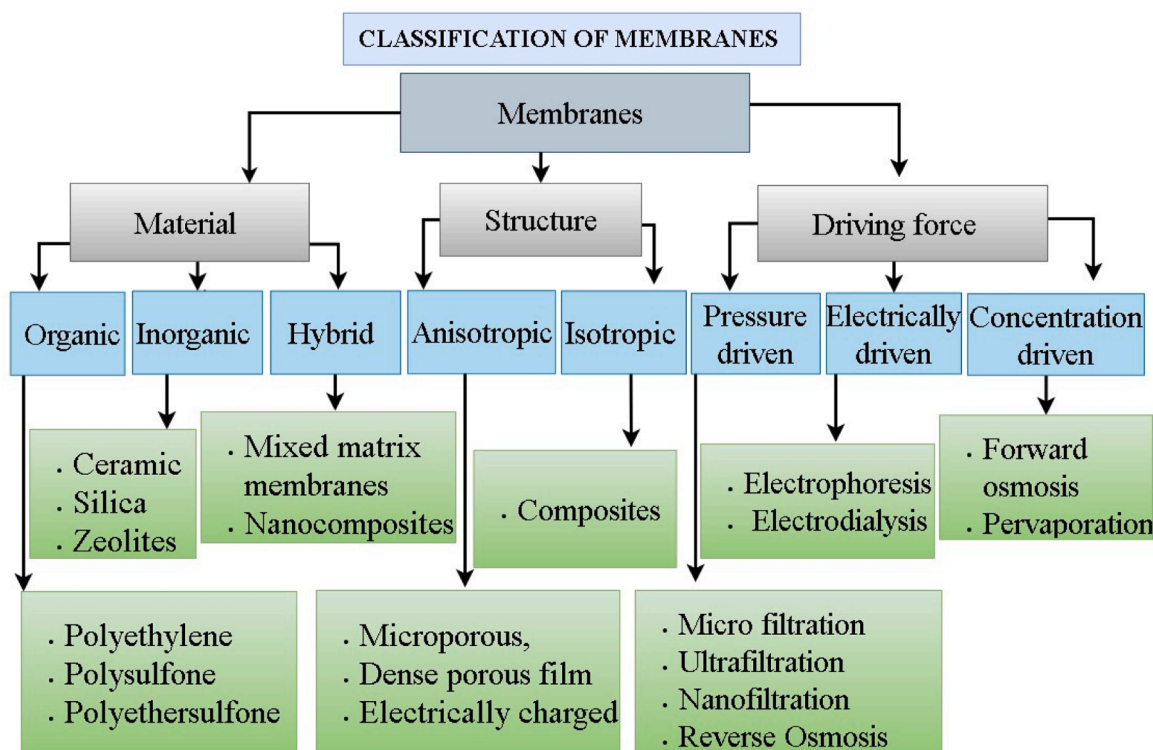 CLASSIFICATION OF MEMBRANES
Membranes
Material
Structure
Driving force
Organic
Inorganic
Hybrid
Anisotropic
Isotropic
Pressure
driven
Electrically
driven
Concentration
driven
. Ceramic
. Silica
. Zeolites
. Mixed matrix
membranes
. Nanocomposites
. Composites
. Electrophoresis
. Electrodialysis
. Forward
osmosis
. Pervaporation
. Polyethylene
. Polysulfone
. Polyethersulfone
. Microporous,
. Dense porous film
. Electrically charged
. Micro filtration
. Ultrafiltration
. Nanofiltration
. Reverse Osmosis